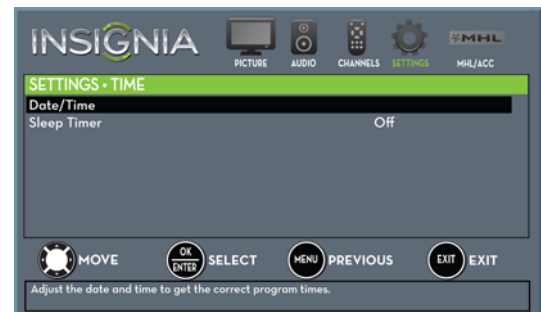 INSIGNIA
PICTURE AUDIO CHANNELS SETTINGS MHL MHL/ACC
SETTINGS • TIME
Date/Time
Sleep Timer Off
MOVE OK ENTER SELECT MENU PREVIOUS EXIT EXIT
Adjust the date and time to get the correct program times.